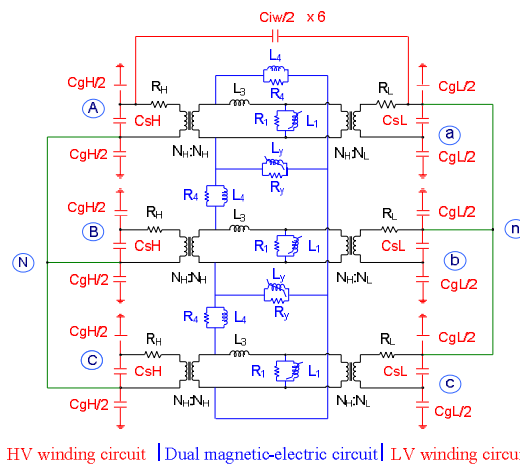 Ciw/2 x 6
CgH/2
L4
CgL/2
RH
R4
RL
A
L3
CsH
R1
L1
CsL
a
CgH/2
NH:NH
Ly
NH:NL
CgL/2
Ry
CgH/2
R4
L4
CgL/2
RH
L3
RL
B
CsH
R1
L1
CsL
n
N
b
CgH/2
NH:NH
Ly
NH:NL
CgL/2
Ry
CgH/2
R4
L4
CgL/2
RH
L3
RL
C
CsH
R1
L1
CsL
c
CgH/2
NH:NH
NH:NL
CgL/2
HV winding circuit Dual magnetic-electric circuit LV winding circui